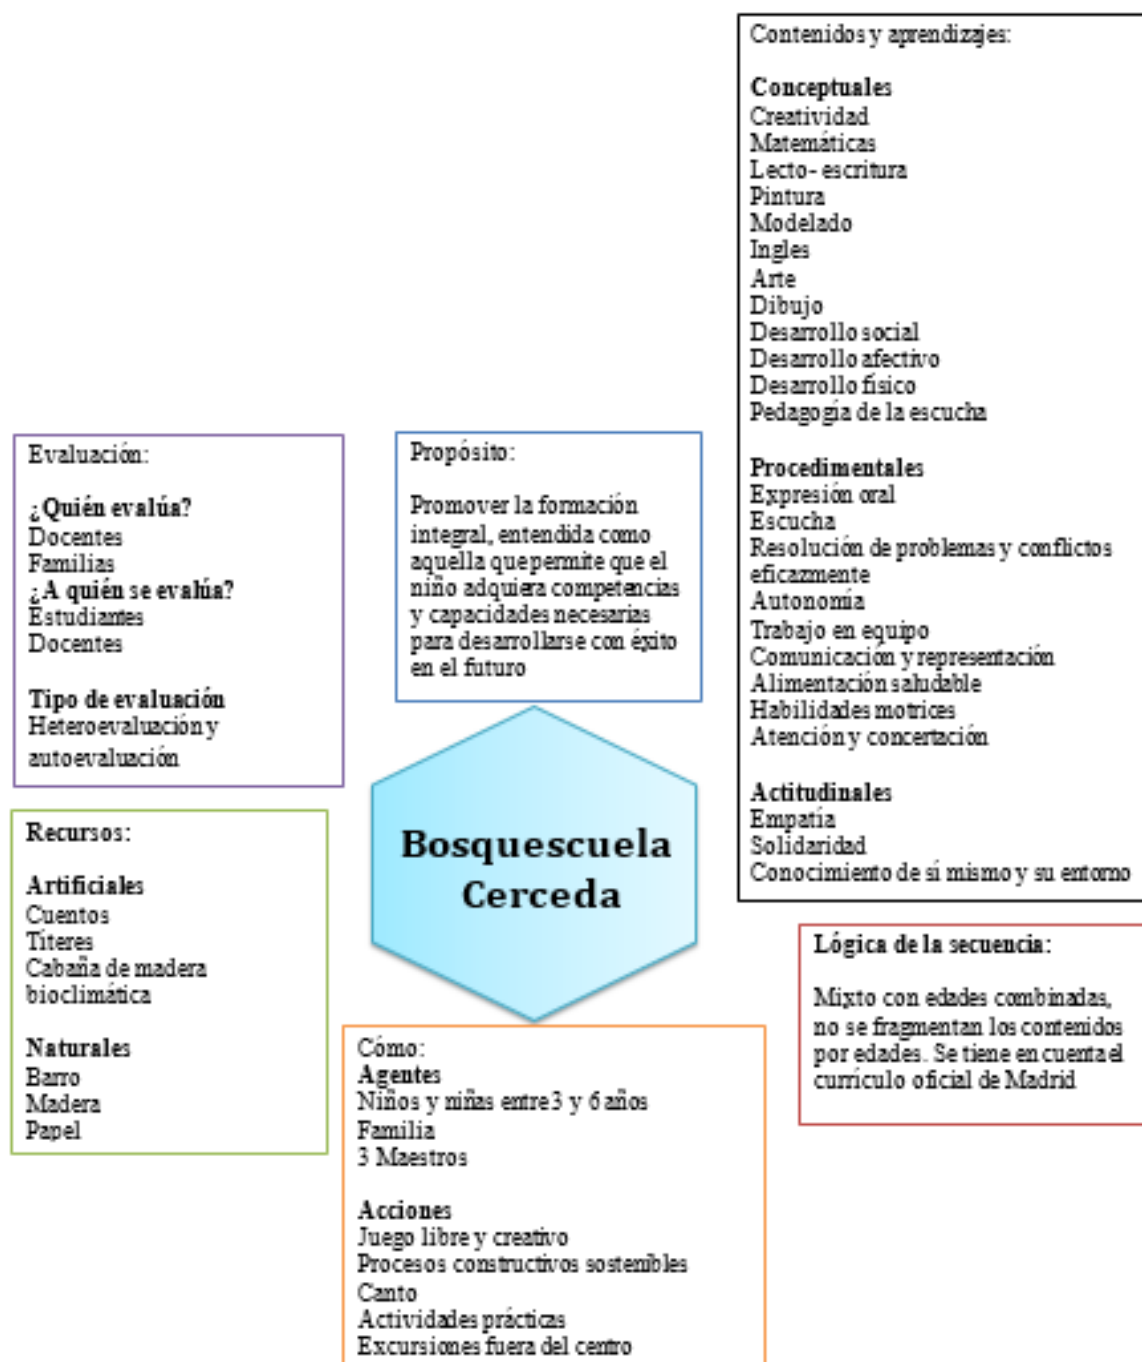 Contenidos y aprendizajes:
Conceptuales
Creatividad
Matemáticas
Lecto- escritura
Pintura
Modelado
Ingles
Arte
Dibujo
Desarrollo social
Desarrollo afectivo
Desarrollo físico
Pedagogía de la escucha
Procedimentales
Expresión oral
Escucha
Resolución de problemas y conflictos
eficazmente
Autonomía
Trabajo en equipo
Comunicación y representación
Alimentación saludable
Habilidades motrices
Atención y concertación
Actitudinales
Empatía
Solidaridad
Conocimiento de sí mismo y su entorno
Evaluación:
¿Quién evalúa?
Docentes
Familias
¿A quién se evalúa?
Estudiantes
Docentes
Tipo de evaluación
Heteroevaluación y
autoevaluación
Propósito:
Promover la formación
integral, entendida como
aquella que permite que el
niño adquiera competencias
y capacidades necesarias
para desarrollarse con éxito
en el futuro
Bosquescuela
Cerceda
Recursos:
Artificiales
Cuentos
Títeres
Cabaña de madera
bioclimática
Naturales
Barro
Madera
Papel
Lógica de la secuencia:
Mixto con edades combinadas,
no se fragmentan los contenidos
por edades. Se tiene en cuenta el
currículo oficial de Madrid
Cómo:
Agentes
Niños y niñas entre 3 y 6 años
Familia
3 Maestros
Acciones
Juego libre y creativo
Procesos constructivos sostenibles
Canto
Actividades prácticas
Excursiones fuera del centro